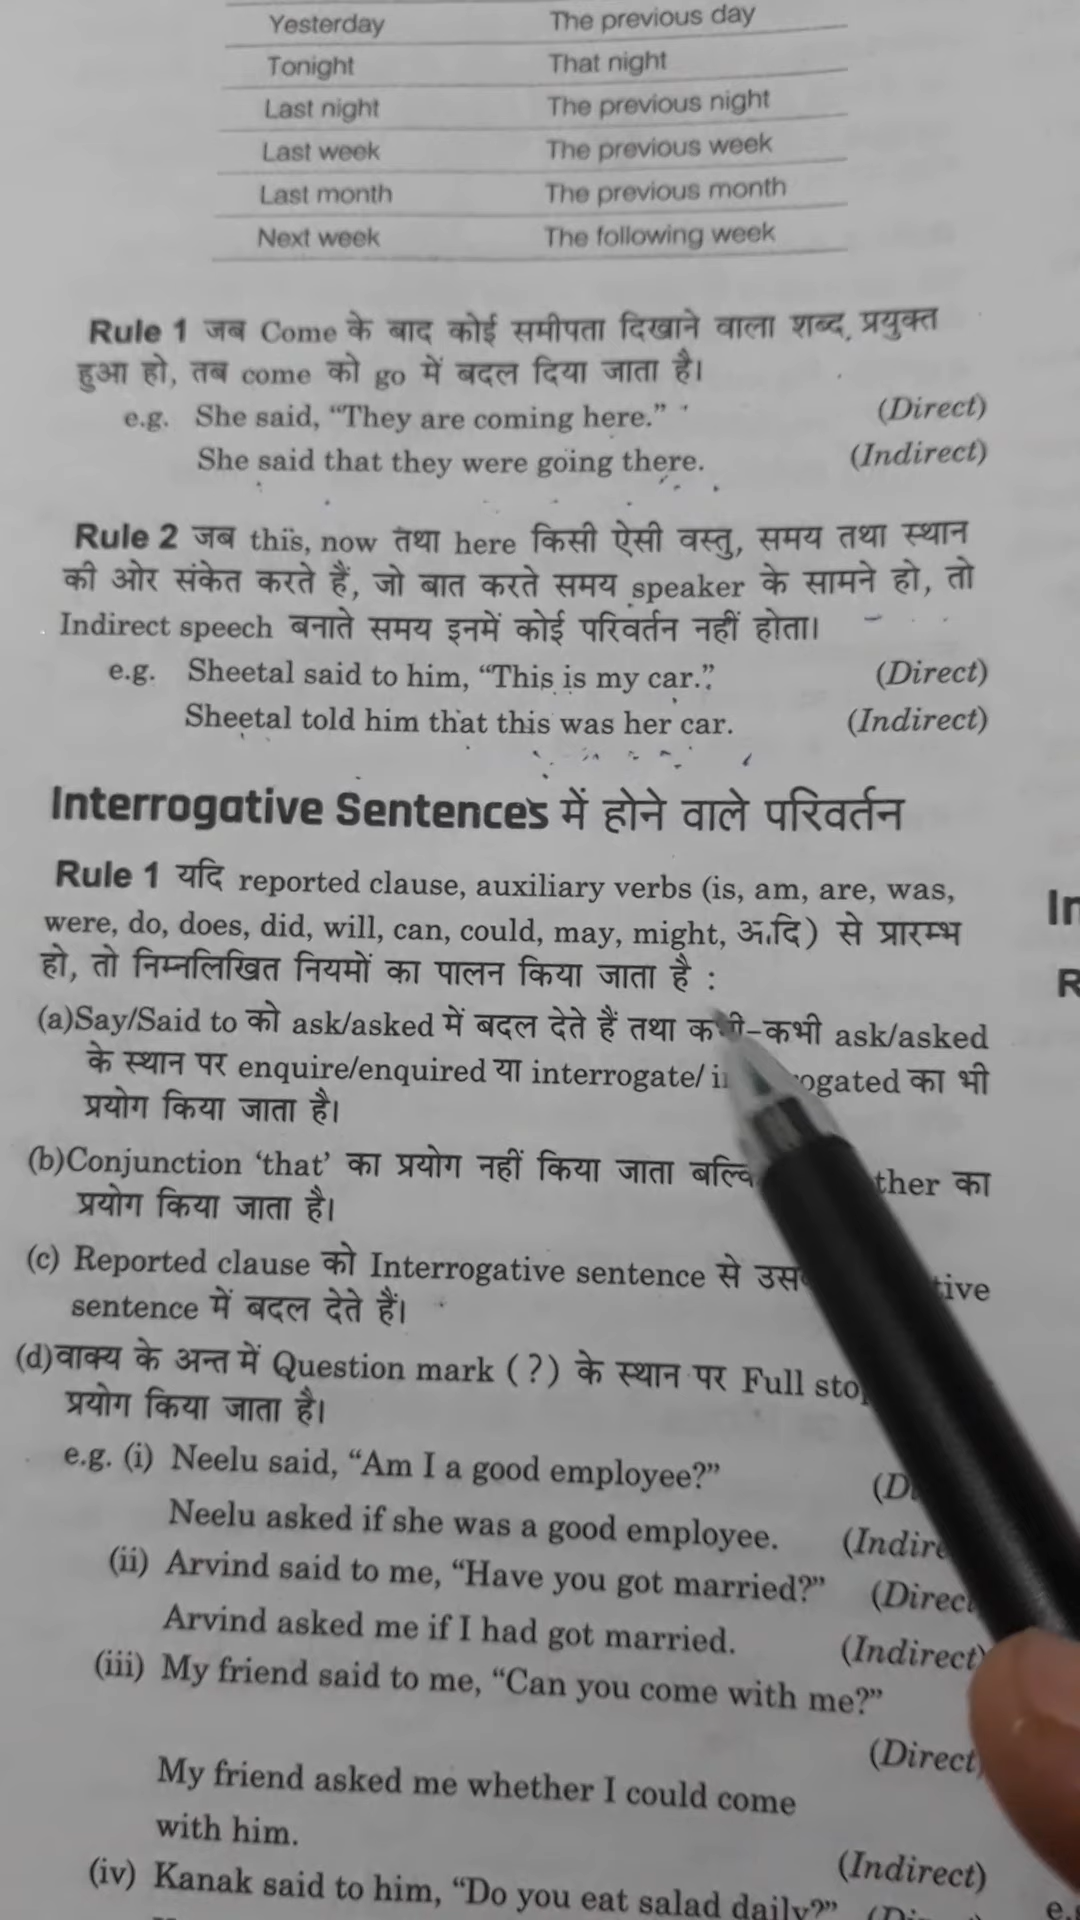 Yesterday The previous day
Tonight That night
Last night The previous night
Last week The previous week
Last month The previous month
Next week The following week
Rule 1 जब Come के बाद कोई समीपता दिखाने वाला शब्द प्रयुक्त
हुआ हो, तब come को go में बदल दिया जाता है।
e.g. She said, “They are coming here.” (Direct)
She said that they were going there. (Indirect)
Rule 2 जब this, now तथा here किसी ऐसी वस्तु, समय तथा स्थान
की ओर संकेत करते हैं, जो बात करते समय speaker के सामने हो, तो
Indirect speech बनाते समय इनमें कोई परिवर्तन नहीं होता।
e.g. Sheetal said to him, “This is my car.” (Direct)
Sheetal told him that this was her car. (Indirect)
Interrogative Sentences में होने वाले परिवर्तन
Rule 1 यदि reported clause, auxiliary verbs (is, am, are, was,
were, do, does, did, will, can, could, may, might, आदि) से प्रारम्भ
हो, तो निम्नलिखित नियमों का पालन किया जाता है :
(a)Say/Said to को ask/asked में बदल देते हैं तथा कभी-कभी ask/asked
के स्थान पर enquire/enquired या interrogate/ का भी
प्रयोग किया जाता है।
(b)Conjunction ‘that’ का प्रयोग नहीं किया जाता का
प्रयोग किया जाता है।
(c) Reported clause को Interrogative sentence से
sentence में बदल देते हैं।
(d)वाक्य के अन्त में Question mark (?) के स्थान पर Full
प्रयोग किया जाता है।
e.g. (i) Neelu said, “Am I a good employee?”
Neelu asked if she was a good employee.
(ii) Arvind said to me, “Have you got married?” (Direct
Arvind asked me if I had got married. (Indirect)
(iii) My friend said to me, “Can you come with me?”
(Direct)
My friend asked me whether I could come
with him.
(Indirect)
(iv) Kanak said to him, “Do you eat salad daily?”